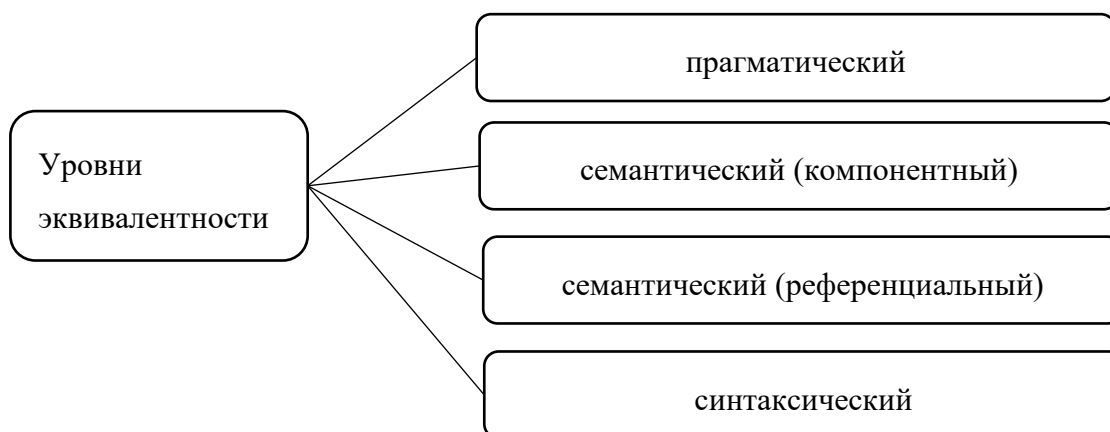 прагматический
Уровни
эквивалентности
семантический (компонентный)
семантический (референциальный)
синтаксический